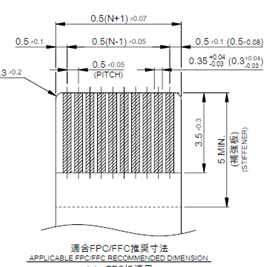 0.5(N+1) ±0.07
0.5 ±0.1 0.5(N-1) ±0.05 0.5 ±0.1 (0.5 ±0.08)
0.5 ±0.05
(PITCH)
0.35 +0.04 -0.03 (0.3 +0.04 -0.03)
.3 ±0.2
3.5 ±0.3
5 MIN.
(補強板)
(STIFFENER)
適合FPC/FFC推奨寸法
APPLICABLE FPC/FFC RECOMMENDED DIMENSION